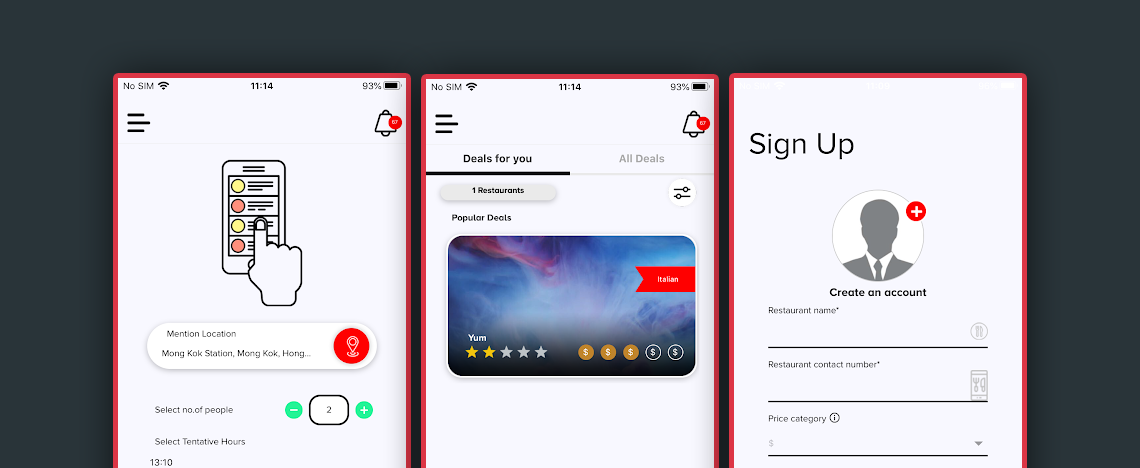 No SIM 11:14 93%
67
Mention Location
Mong Kok Station, Mong Kok, Hong...
Select no.of people
2
Select Tentative Hours
13:10
No SIM 11:14 93%
67
Deals for you All Deals
1 Restaurants
Popular Deals
Italian
Yum
$ $ $ $ $
Sign Up
Create an account
Restaurant name*
Restaurant contact number*
Price category
$